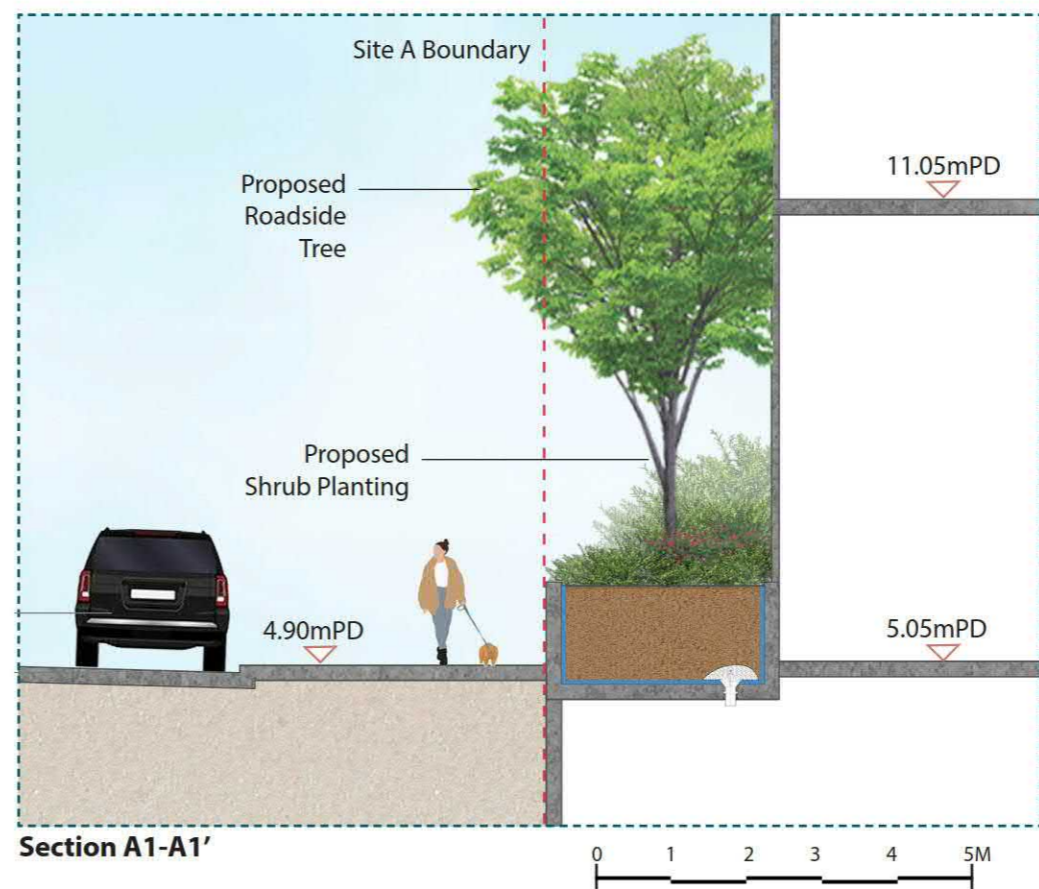 Site A Boundary
11.05mPD
Proposed
Roadside
Tree
Proposed
Shrub Planting
4.90mPD
5.05mPD
Section A1-A1'
0 1 2 3 4 5M